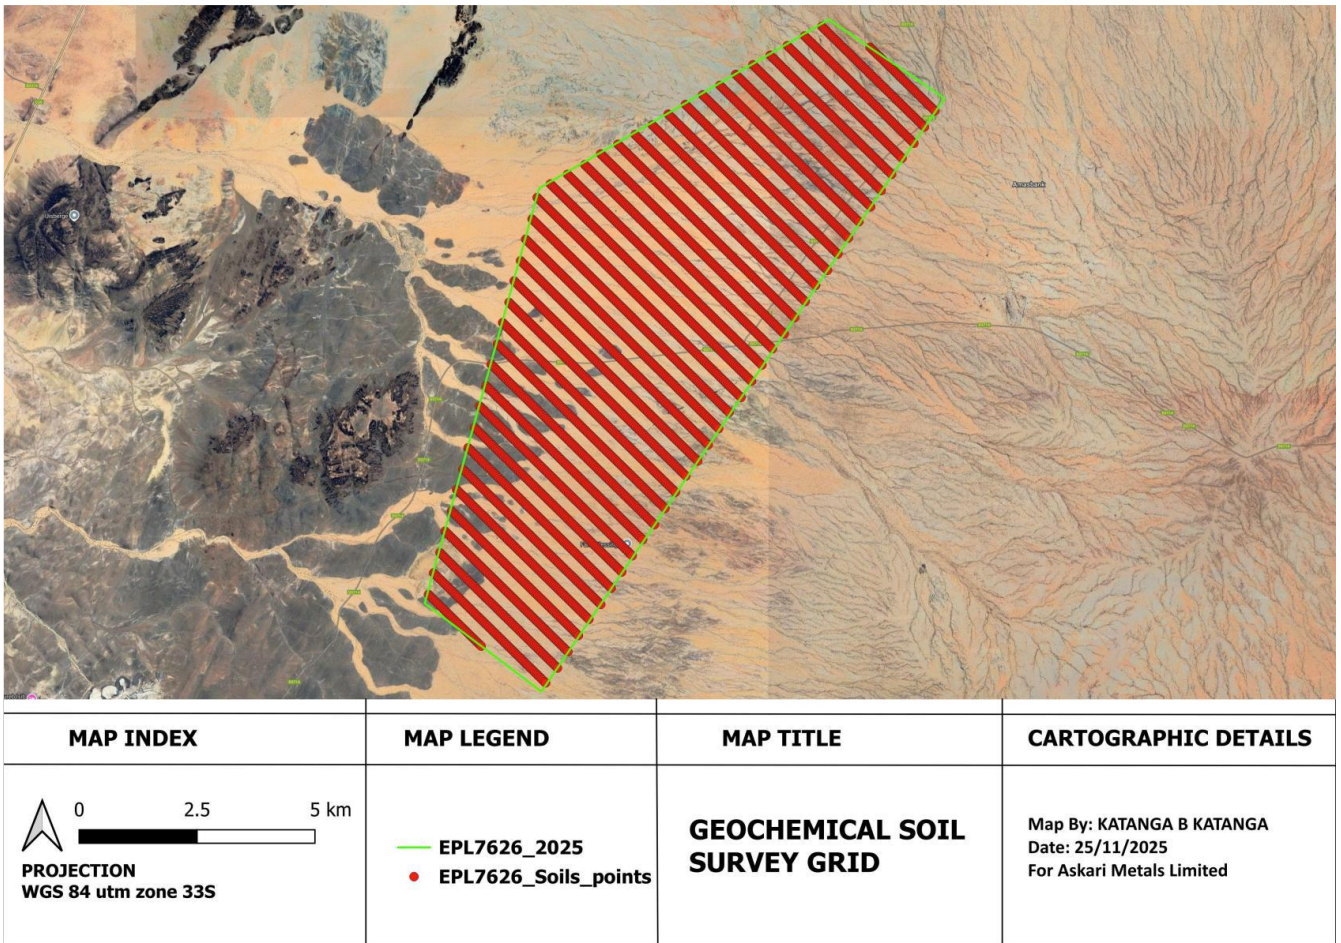 Amasbank
MAP INDEX
MAP LEGEND
MAP TITLE
CARTOGRAPHIC DETAILS
0 2.5 5 km
PROJECTION
WGS 84 utm zone 33S
EPL7626_2025
EPL7626_Soils_points
GEOCHEMICAL SOIL
SURVEY GRID
Map By: KATANGA B KATANGA
Date: 25/11/2025
For Askari Metals Limited